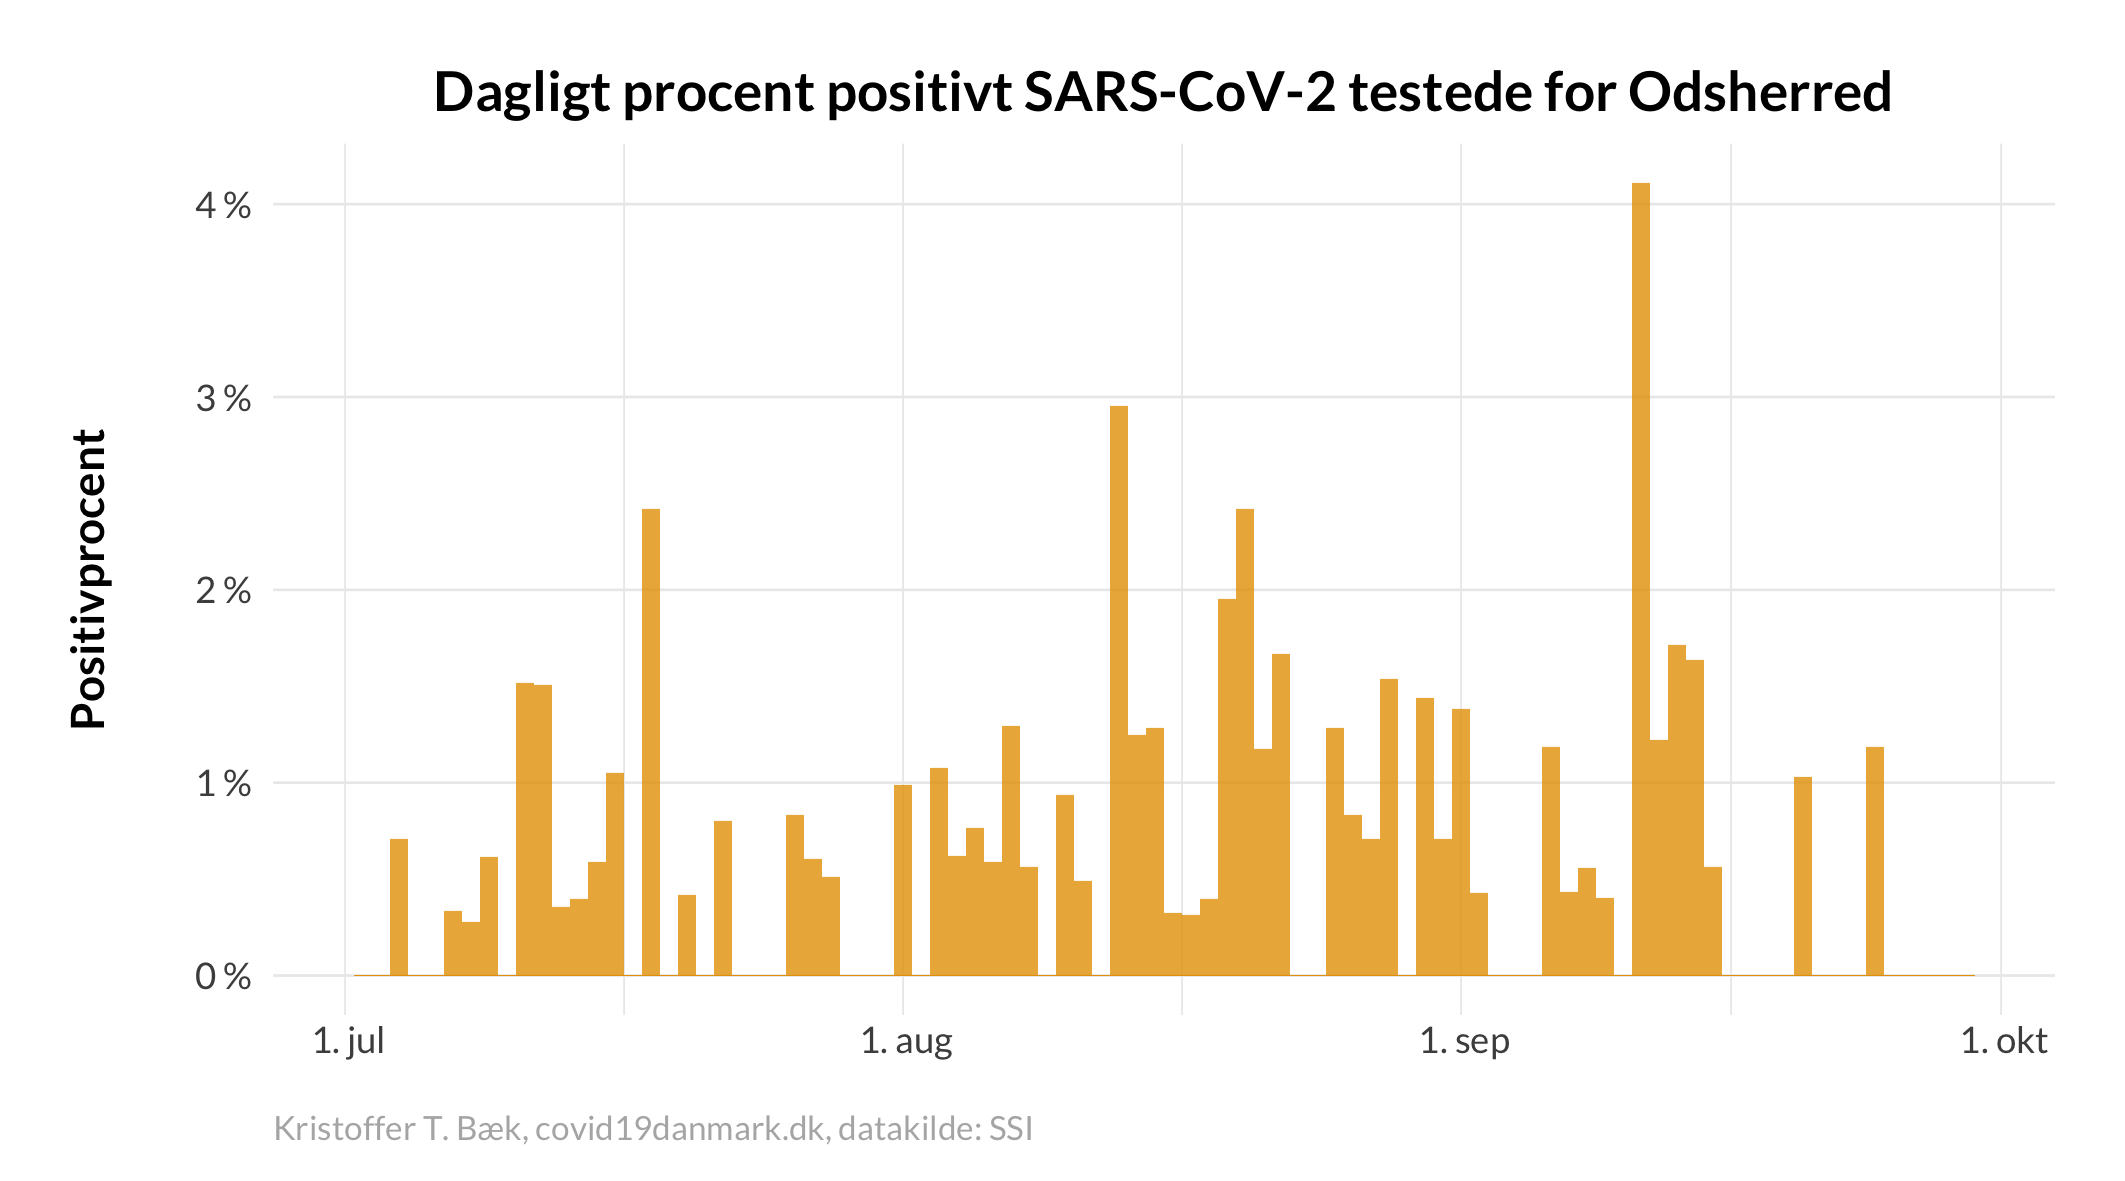 Dagligt procent positivt SARS-CoV-2 testede for Odsherred
Positivprocent
4 %
3 %
2 %
1 %
0 %
1. jul
1. aug
1. sep
1. okt
Kristoffer T. Bæk, covid19danmark.dk, datakilde: SSI